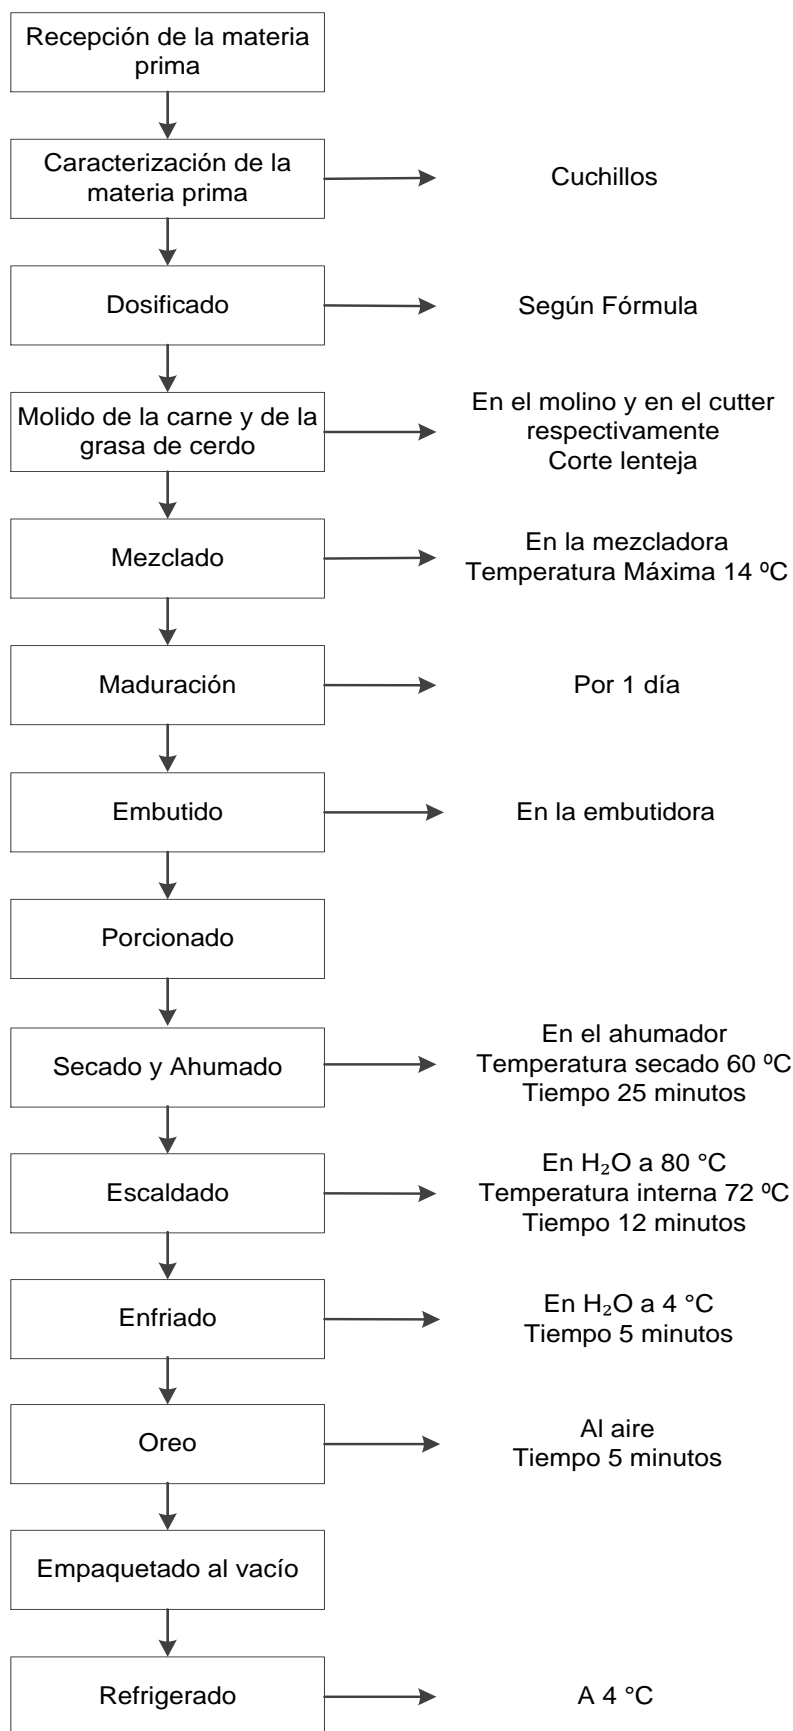 Recepción de la materia
prima
Caracterización de la
materia prima
Cuchillos
Dosificado
Según Fórmula
Molido de la carne y de la
grasa de cerdo
En el molino y en el cutter
respectivamente
Corte lenteja
Mezclado
En la mezcladora
Temperatura Máxima 14 ºC
Maduración
Por 1 día
Embutido
En la embutidora
Porcionado
Secado y Ahumado
En el ahumador
Temperatura secado 60 ºC
Tiempo 25 minutos
Escaldado
En H₂O a 80 °C
Temperatura interna 72 ºC
Tiempo 12 minutos
Enfriado
En H₂O a 4 °C
Tiempo 5 minutos
Oreo
Al aire
Tiempo 5 minutos
Empaquetado al vacío
Refrigerado
A 4 °C